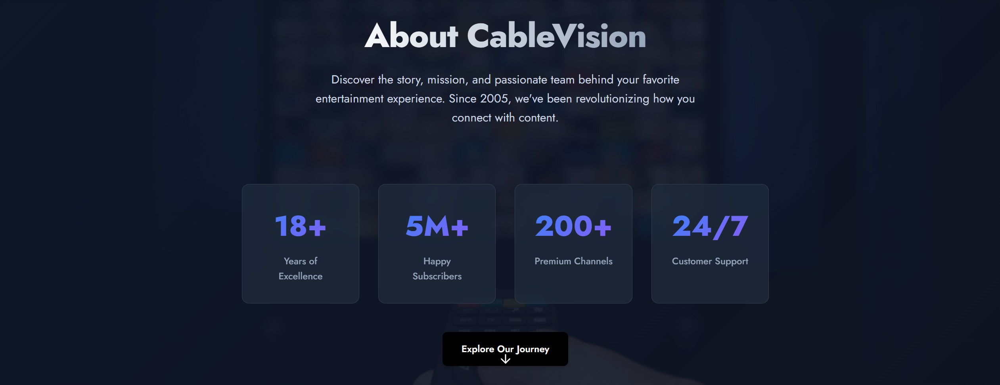 About CableVision
Discover the story, mission, and passionate team behind your favorite
entertainment experience. Since 2005, we've been revolutionizing how you
connect with content.
18+
Years of
Excellence
5M+
Happy
Subscribers
200+
Premium Channels
24/7
Customer Support
TV
Explore Our Journey